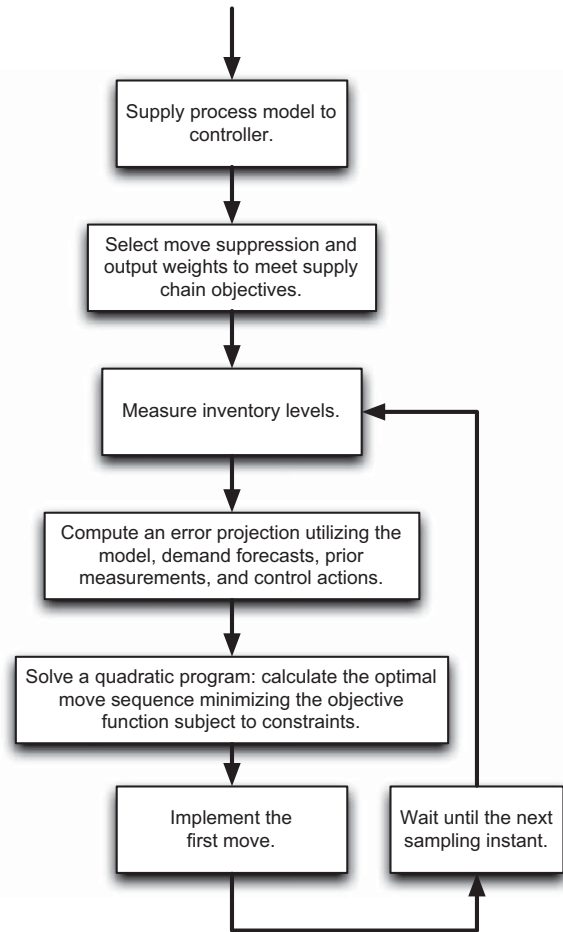 Supply process model to
controller.
Select move suppression and
output weights to meet supply
chain objectives.
Measure inventory levels.
Compute an error projection utilizing the
model, demand forecasts, prior
measurements, and control actions.
Solve a quadratic program: calculate the optimal
move sequence minimizing the objective
function subject to constraints.
Implement the
first move.
Wait until the next
sampling instant.